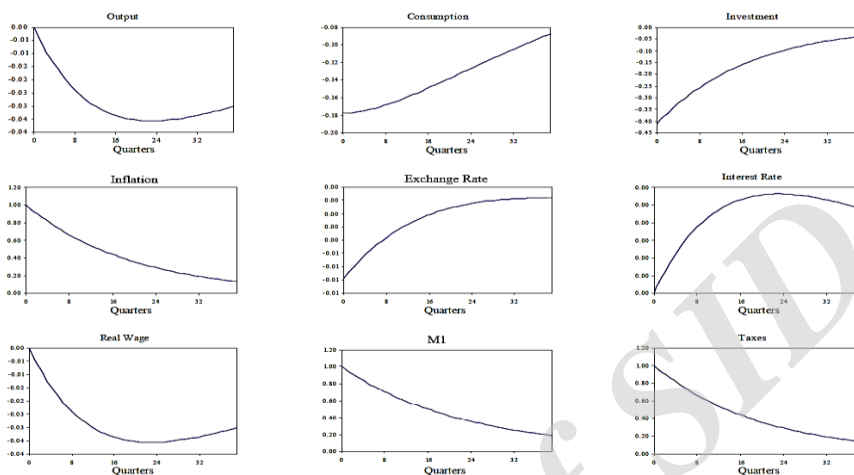 Output
0.00
-0.01
-0.01
-0.02
-0.02
-0.03
-0.03
-0.04
-0.04
0 8 16 24 32
Quarters
Consumption
-0.08
-0.10
-0.12
-0.14
-0.16
-0.18
-0.20
0 8 16 24 32
Quarters
Investment
0.00
-0.05
-0.10
-0.15
-0.20
-0.25
-0.30
-0.35
-0.40
-0.45
0 8 16 24 32
Quarters
Inflation
1.20
1.00
0.80
0.60
0.40
0.20
0.00
0 8 16 24 32
Quarters
Exchange Rate
0.00
0.00
0.00
0.00
0.00
0.00
-0.01
-0.01
-0.01
0 8 16 24 32
Quarters
Interest Rate
0.00
0.00
0.00
0.00
0.00
0.00
0.00
0 8 16 24 32
Quarters
Real Wage
0.00
-0.01
-0.01
-0.02
-0.02
-0.03
-0.03
-0.04
-0.04
0 8 16 24 32
Quarters
M1
1.20
1.00
0.80
0.60
0.40
0.20
0.00
0 8 16 24 32
Quarters
Taxes
1.20
1.00
0.80
0.60
0.40
0.20
0.00
0 8 16 24 32
Quarters
of SID